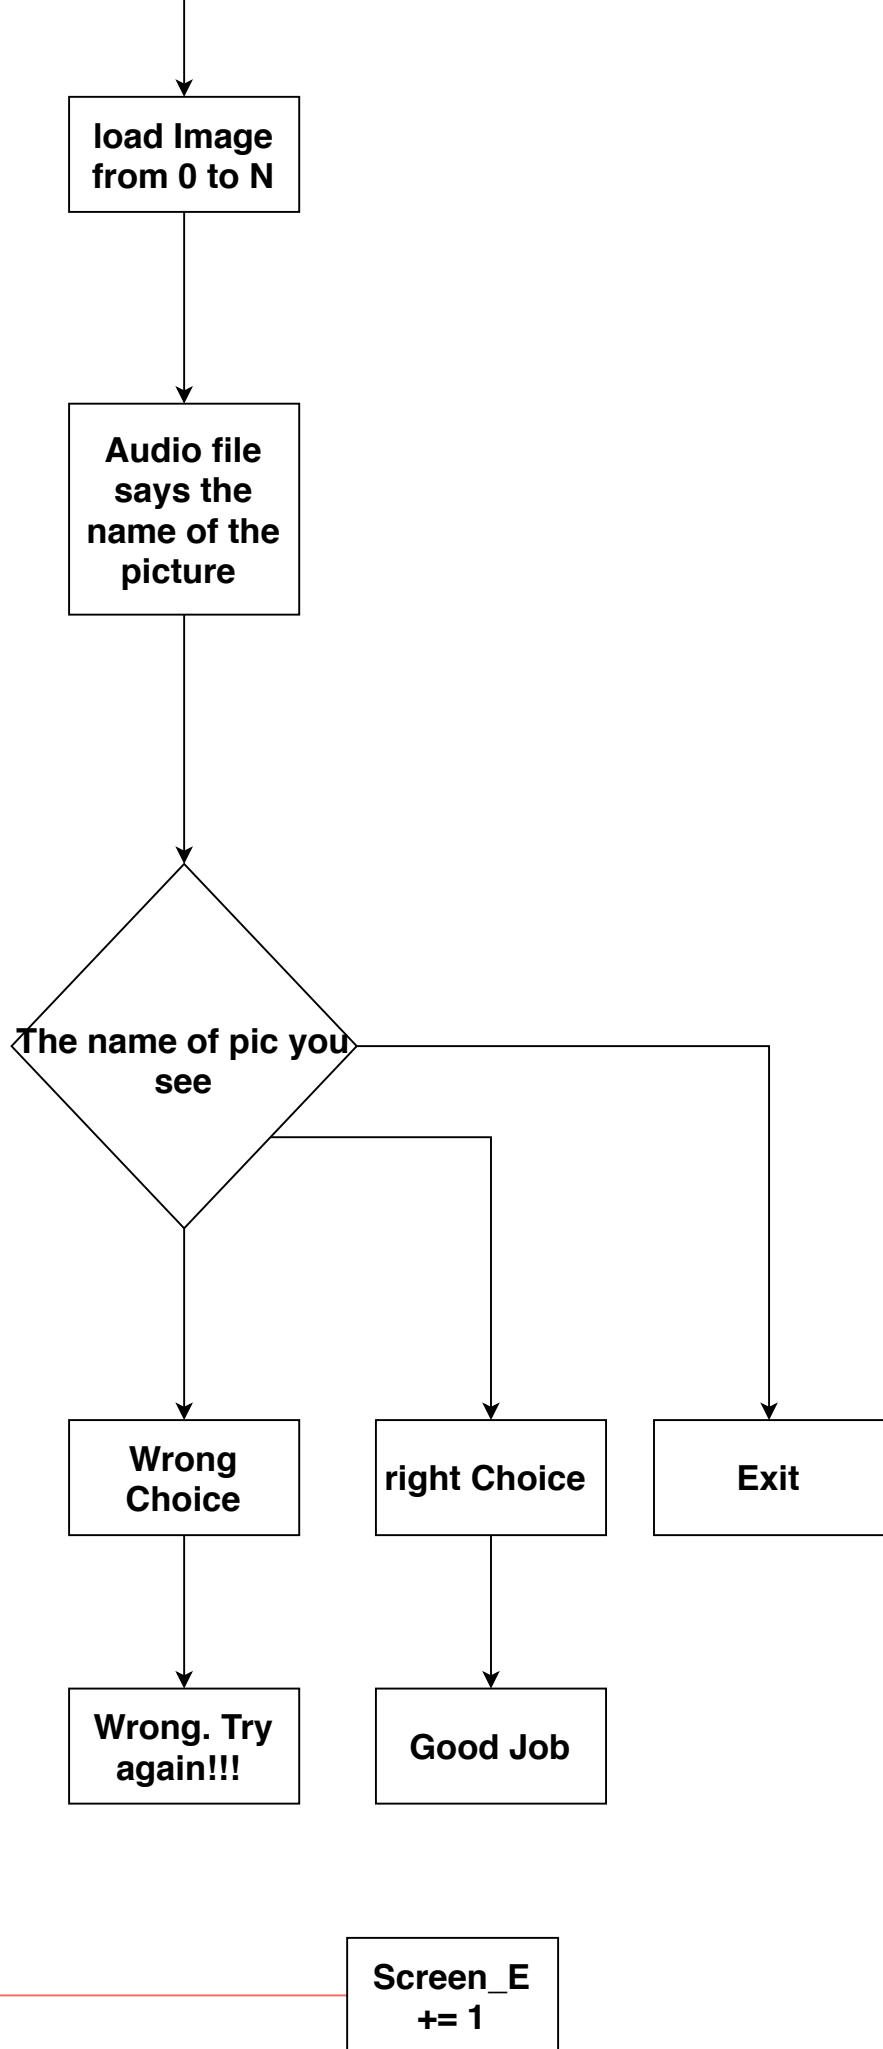 load Image
from 0 to N
Audio file
says the
name of the
picture
The name of pic you
see
Wrong
Choice
right Choice
Exit
Wrong. Try
again!!!
Good Job
Screen_E
+= 1